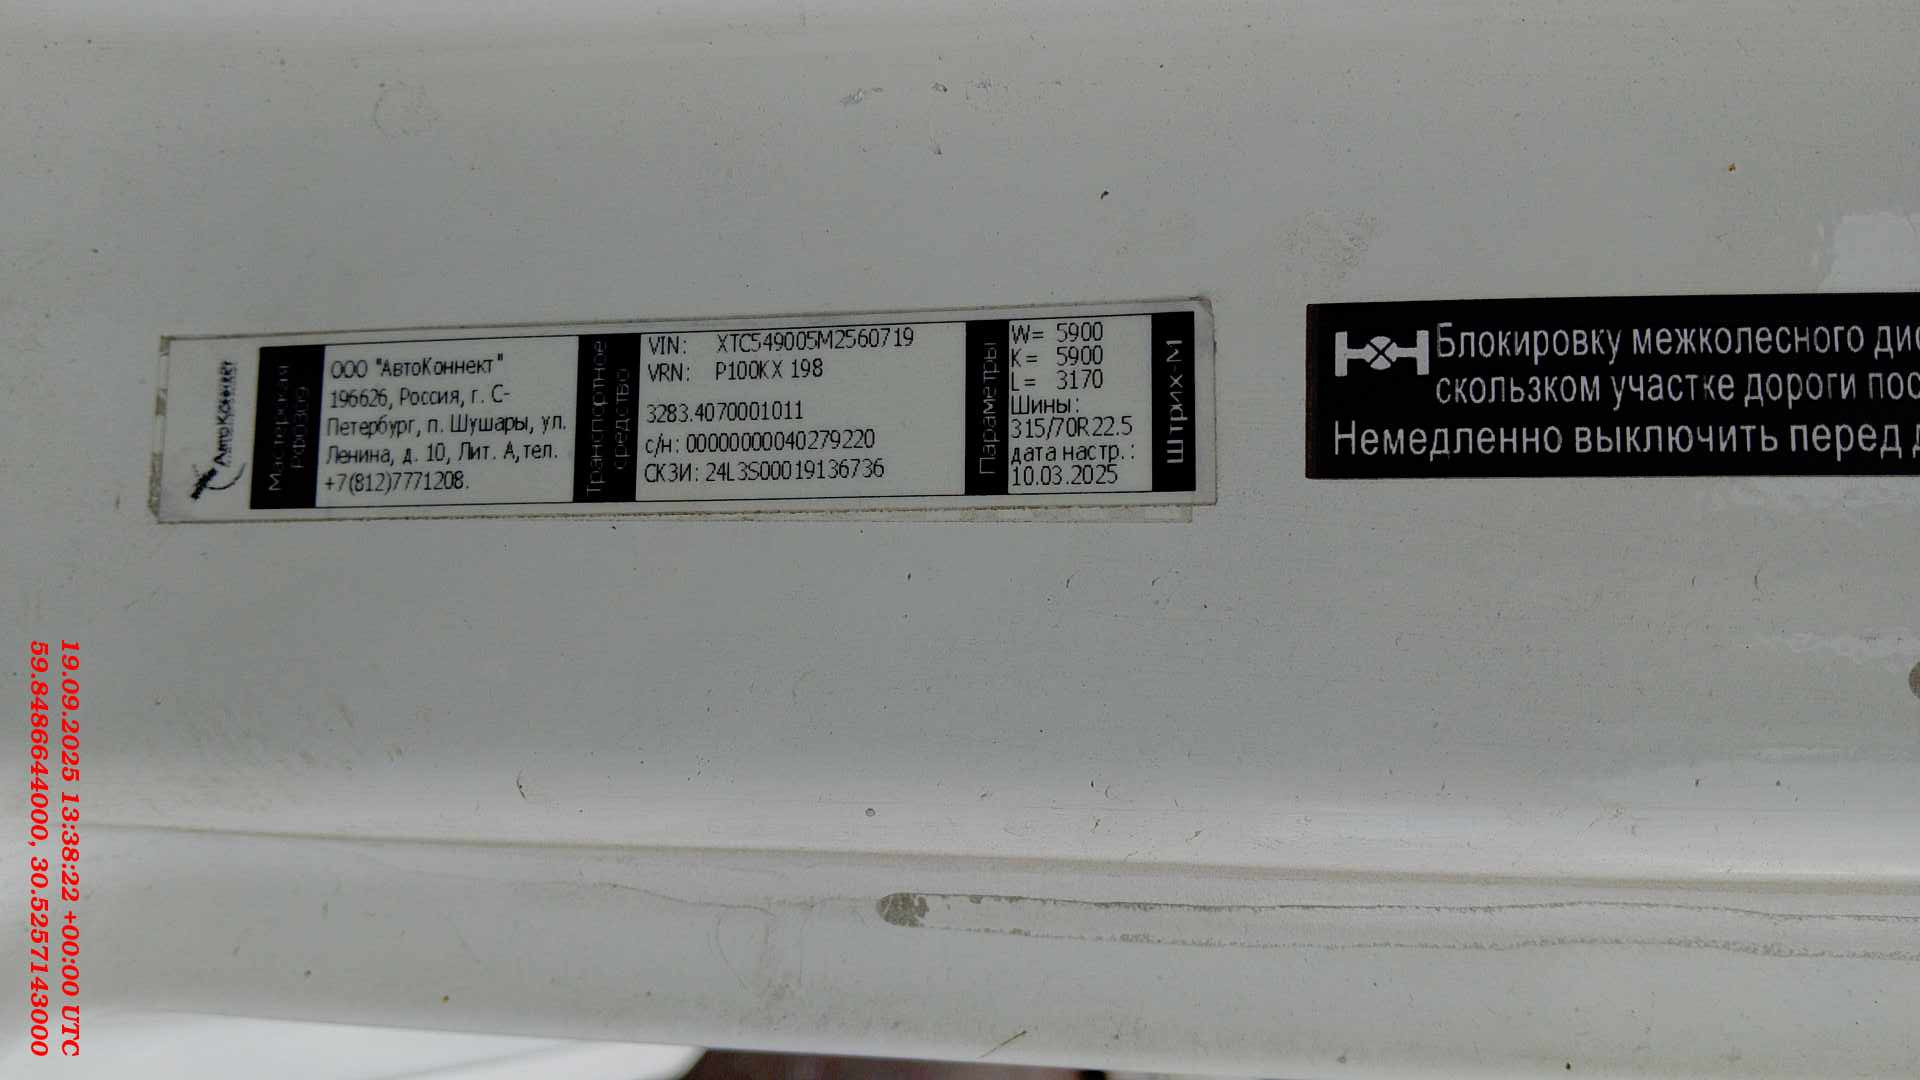 АвтоКоннект
Мастерская
РФ0309
ООО "АвтоКоннект"
196626, Россия, г. С-
Петербург, п. Шушары, ул.
Ленина, д. 10, Лит. А,тел.
+7(812)7771208.
Транспортное
средство
VIN: XTC549005M2560719
VRN: P100KX 198
3283.4070001011
с/н: 00000000040279220
СКЗИ: 24L3S00019136736
Параметры
W= 5900
K= 5900
L= 3170
Шины:
315/70R22.5
дата настр.:
10.03.2025
Штрих-М
Блокировку межколесного
скользком участке дороги
Немедленно выключить перед
19.09.2025 13:38:22 +00:00 UTC
59.8486644000, 30.5257143000